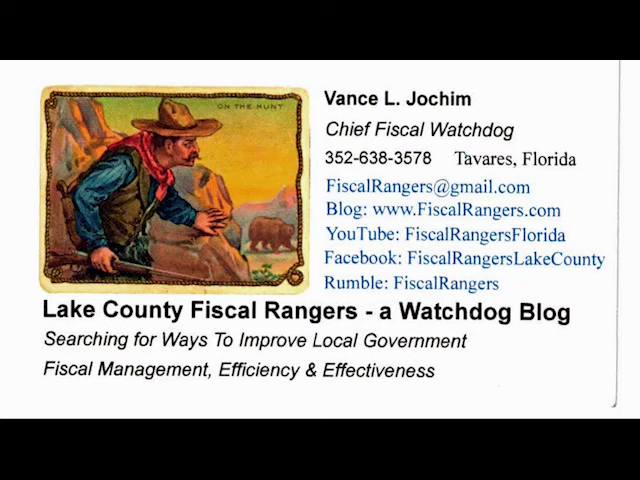 ON THE HUNT
Vance L. Jochim
Chief Fiscal Watchdog
352-638-3578 Tavares, Florida
FiscalRangers@gmail.com
Blog: www.FiscalRangers.com
YouTube: FiscalRangersFlorida
Facebook: FiscalRangersLakeCounty
Rumble: FiscalRangers
Lake County Fiscal Rangers - a Watchdog Blog
Searching for Ways To Improve Local Government
Fiscal Management, Efficiency & Effectiveness